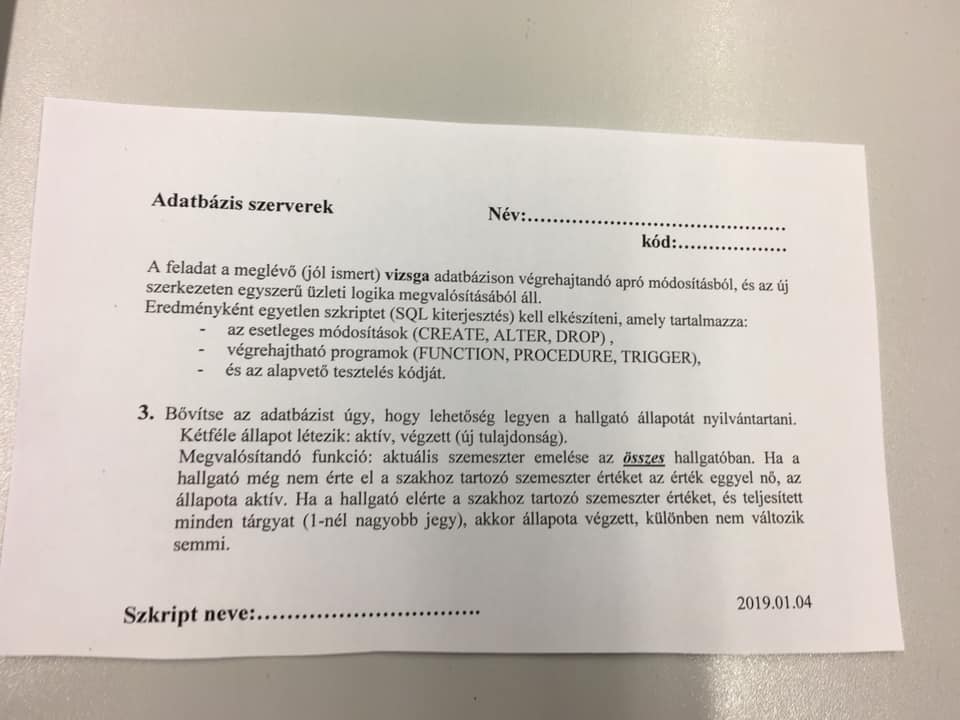 Adatbázis szerverek
Név:.........................................
kód:.................
A feladat a meglévő (jól ismert) vizsga adatbázison végrehajtandó apró módosításból, és az új
szerkezeten egyszerű üzleti logika megvalósításából áll.
Eredményként egyetlen szkriptet (SQL kiterjesztés) kell elkészíteni, amely tartalmazza:
- az esetleges módosítások (CREATE, ALTER, DROP) ,
- végrehajtható programok (FUNCTION, PROCEDURE, TRIGGER),
- és az alapvető tesztelés kódját.
3. Bővítse az adatbázist úgy, hogy lehetőség legyen a hallgató állapotát nyilvántartani.
Kétféle állapot létezik: aktív, végzett (új tulajdonság).
Megvalósítandó funkció: aktuális szemeszter emelése az összes hallgatóban. Ha a
hallgató még nem érte el a szakhoz tartozó szemeszter értéket az érték eggyel nő, az
állapota aktív. Ha a hallgató elérte a szakhoz tartozó szemeszter értéket, és teljesített
minden tárgyat (1-nél nagyobb jegy), akkor állapota végzett, különben nem változik
semmi.
Szkript neve:...................................
2019.01.04